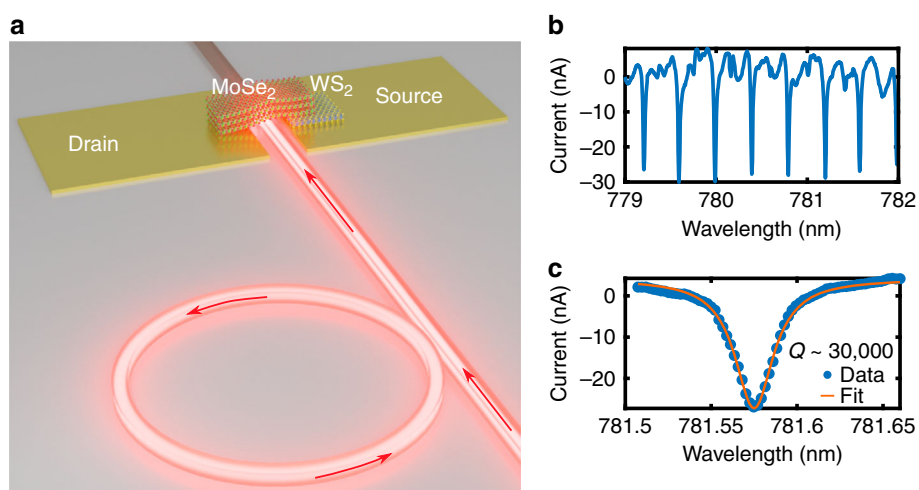 a
MoSe₂
WS₂
Source
Drain
b
Current (nA)
0
−10
−20
−30
779
780
781
782
Wavelength (nm)
c
Current (nA)
0
−10
−20
Q ~ 30,000
Data
Fit
781.5
781.55
781.6
781.65
Wavelength (nm)